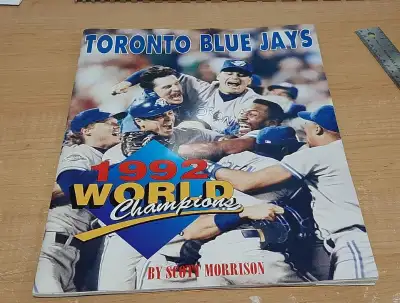 TORONTO BLUE JAYS
1992
WORLD
Champions
BY SCOTT MORRISON